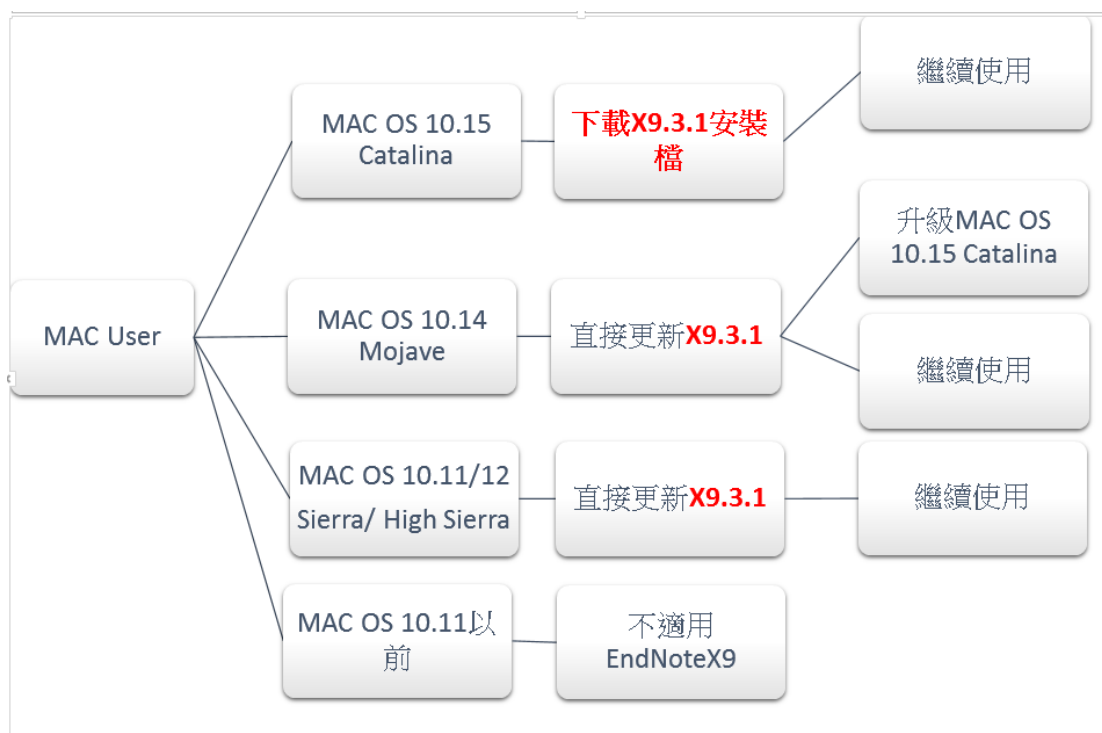 MAC User
MAC OS 10.15
Catalina
下載X9.3.1安裝
檔
繼續使用
MAC OS 10.14
Mojave
直接更新X9.3.1
升級MAC OS
10.15 Catalina
繼續使用
MAC OS 10.11/12
Sierra/ High Sierra
直接更新X9.3.1
繼續使用
MAC OS 10.11以
前
不適用
EndNoteX9